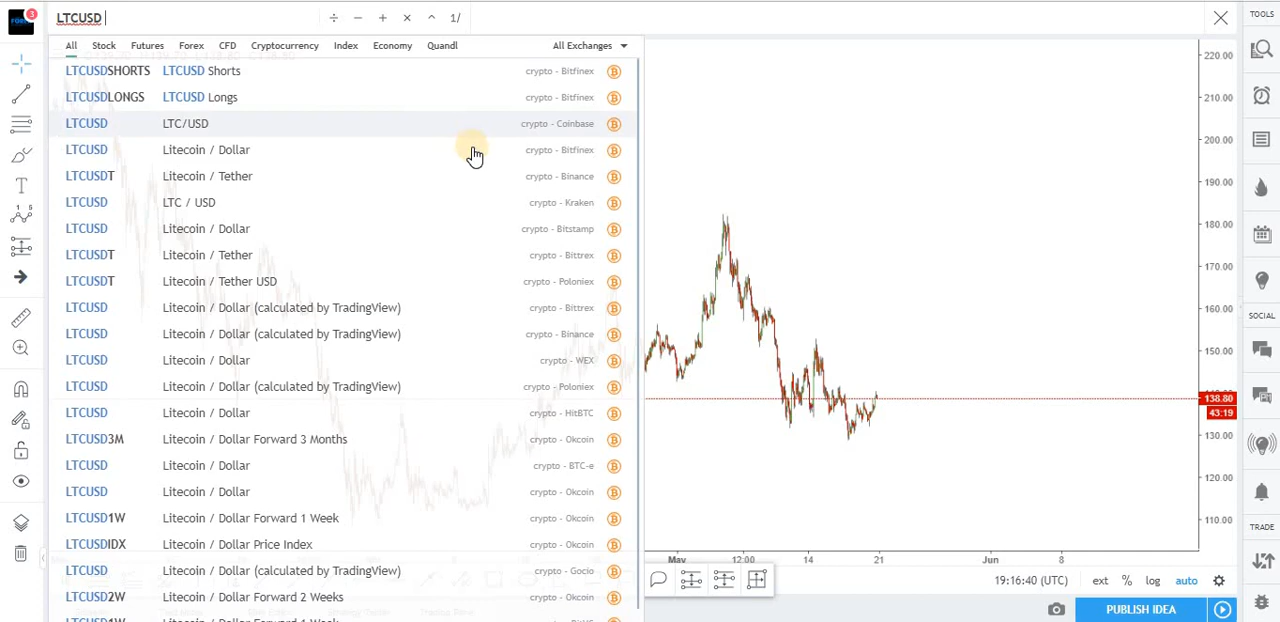 3
LTCUSD
÷ − + × ^ 1/
TOOLS
All Stock Futures Forex CFD Cryptocurrency Index Economy Quandl All Exchanges
LTCUSDSHORTS LTCUSD Shorts crypto - Bitfinex
LTCUSDLONGS LTCUSD Longs crypto - Bitfinex
LTCUSD LTC/USD crypto - Coinbase
LTCUSD Litecoin / Dollar crypto - Bitfinex
LTCUSDT Litecoin / Tether crypto - Binance
LTCUSD LTC / USD crypto - Kraken
LTCUSD Litecoin / Dollar crypto - Bitstamp
LTCUSDT Litecoin / Tether crypto - Bittrex
LTCUSDT Litecoin / Tether USD crypto - Poloniex
LTCUSD Litecoin / Dollar (calculated by TradingView) crypto - Bittrex
LTCUSD Litecoin / Dollar (calculated by TradingView) crypto - Binance
LTCUSD Litecoin / Dollar crypto - WEX
LTCUSD Litecoin / Dollar (calculated by TradingView) crypto - Poloniex
LTCUSD Litecoin / Dollar crypto - HitBTC
LTCUSD3M Litecoin / Dollar Forward 3 Months crypto - Okcoin
LTCUSD Litecoin / Dollar crypto - BTC-e
LTCUSD Litecoin / Dollar crypto - Okcoin
LTCUSD1W Litecoin / Dollar Forward 1 Week crypto - Okcoin
LTCUSDIDX Litecoin / Dollar Price Index crypto - Okcoin
LTCUSD Litecoin / Dollar (calculated by TradingView) crypto - Gocio
LTCUSD2W Litecoin / Dollar Forward 2 Weeks crypto - Okcoin
220.00
210.00
200.00
190.00
180.00
170.00
160.00
150.00
138.80
43:19
130.00
120.00
110.00
May 12:00 14 21 Jun 8
19:16:40 (UTC) ext % log auto
PUBLISH IDEA
SOCIAL
TRADE